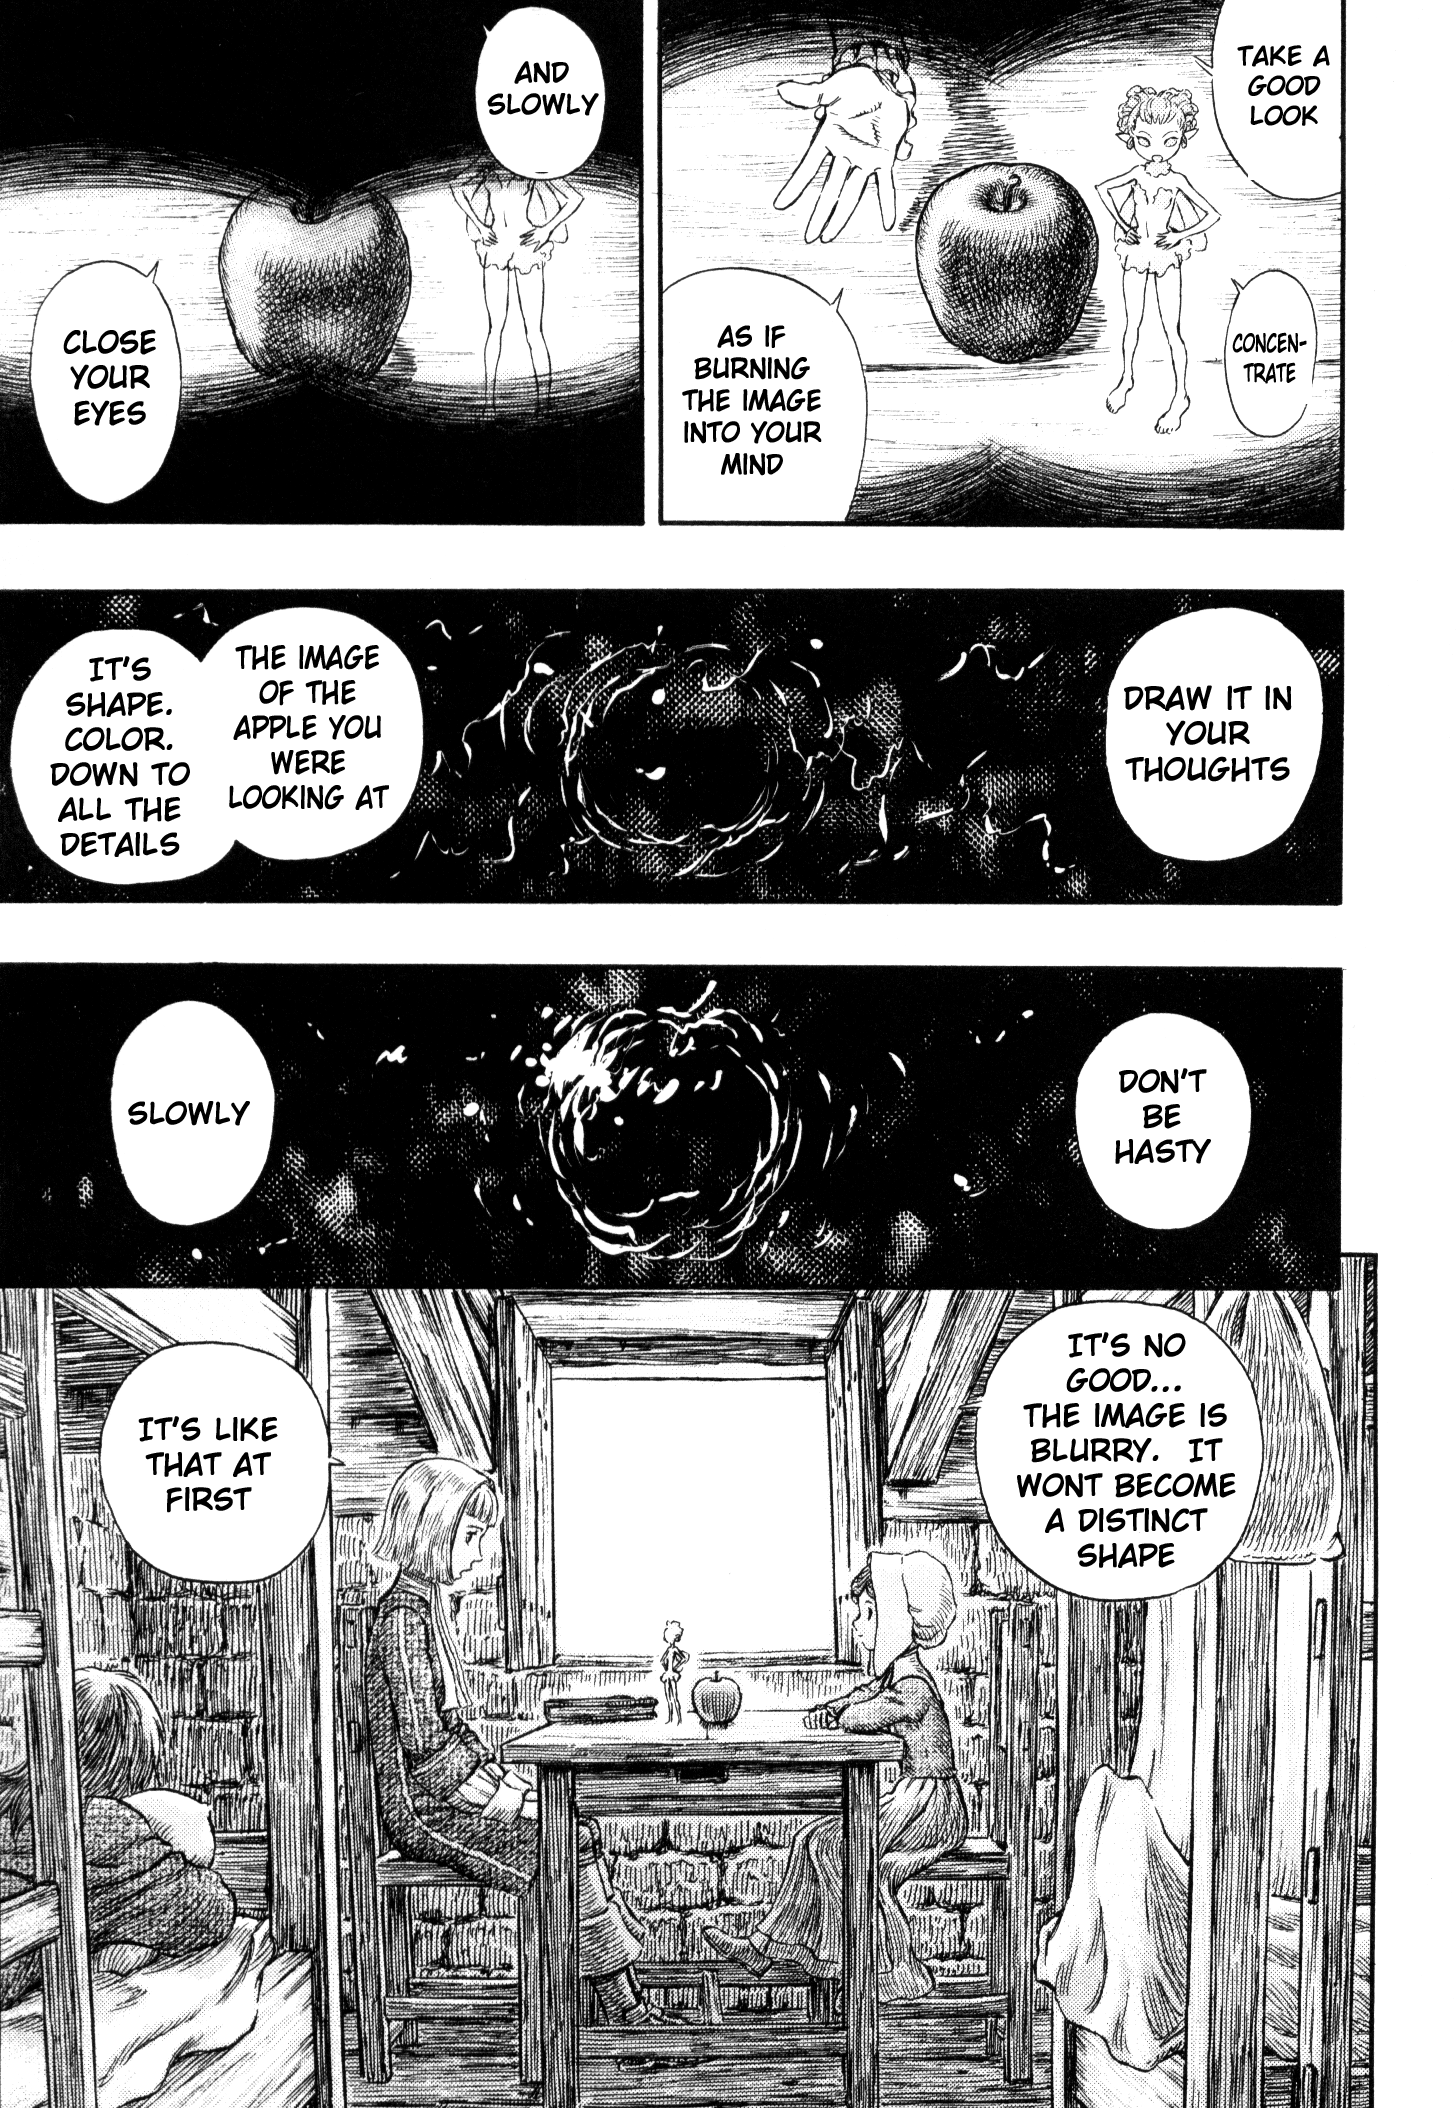 TAKE A
GOOD
LOOK
CONCEN-
TRATE
AS IF
BURNING
THE IMAGE
INTO YOUR
MIND
AND
SLOWLY
CLOSE
YOUR
EYES
DRAW IT IN
YOUR
THOUGHTS
THE IMAGE
OF THE
APPLE YOU
WERE
LOOKING AT
IT'S
SHAPE.
COLOR.
DOWN TO
ALL THE
DETAILS
DON'T
BE
HASTY
SLOWLY
IT'S NO
GOOD...
THE IMAGE IS
BLURRY. IT
WONT BECOME
A DISTINCT
SHAPE
IT'S LIKE
THAT AT
FIRST